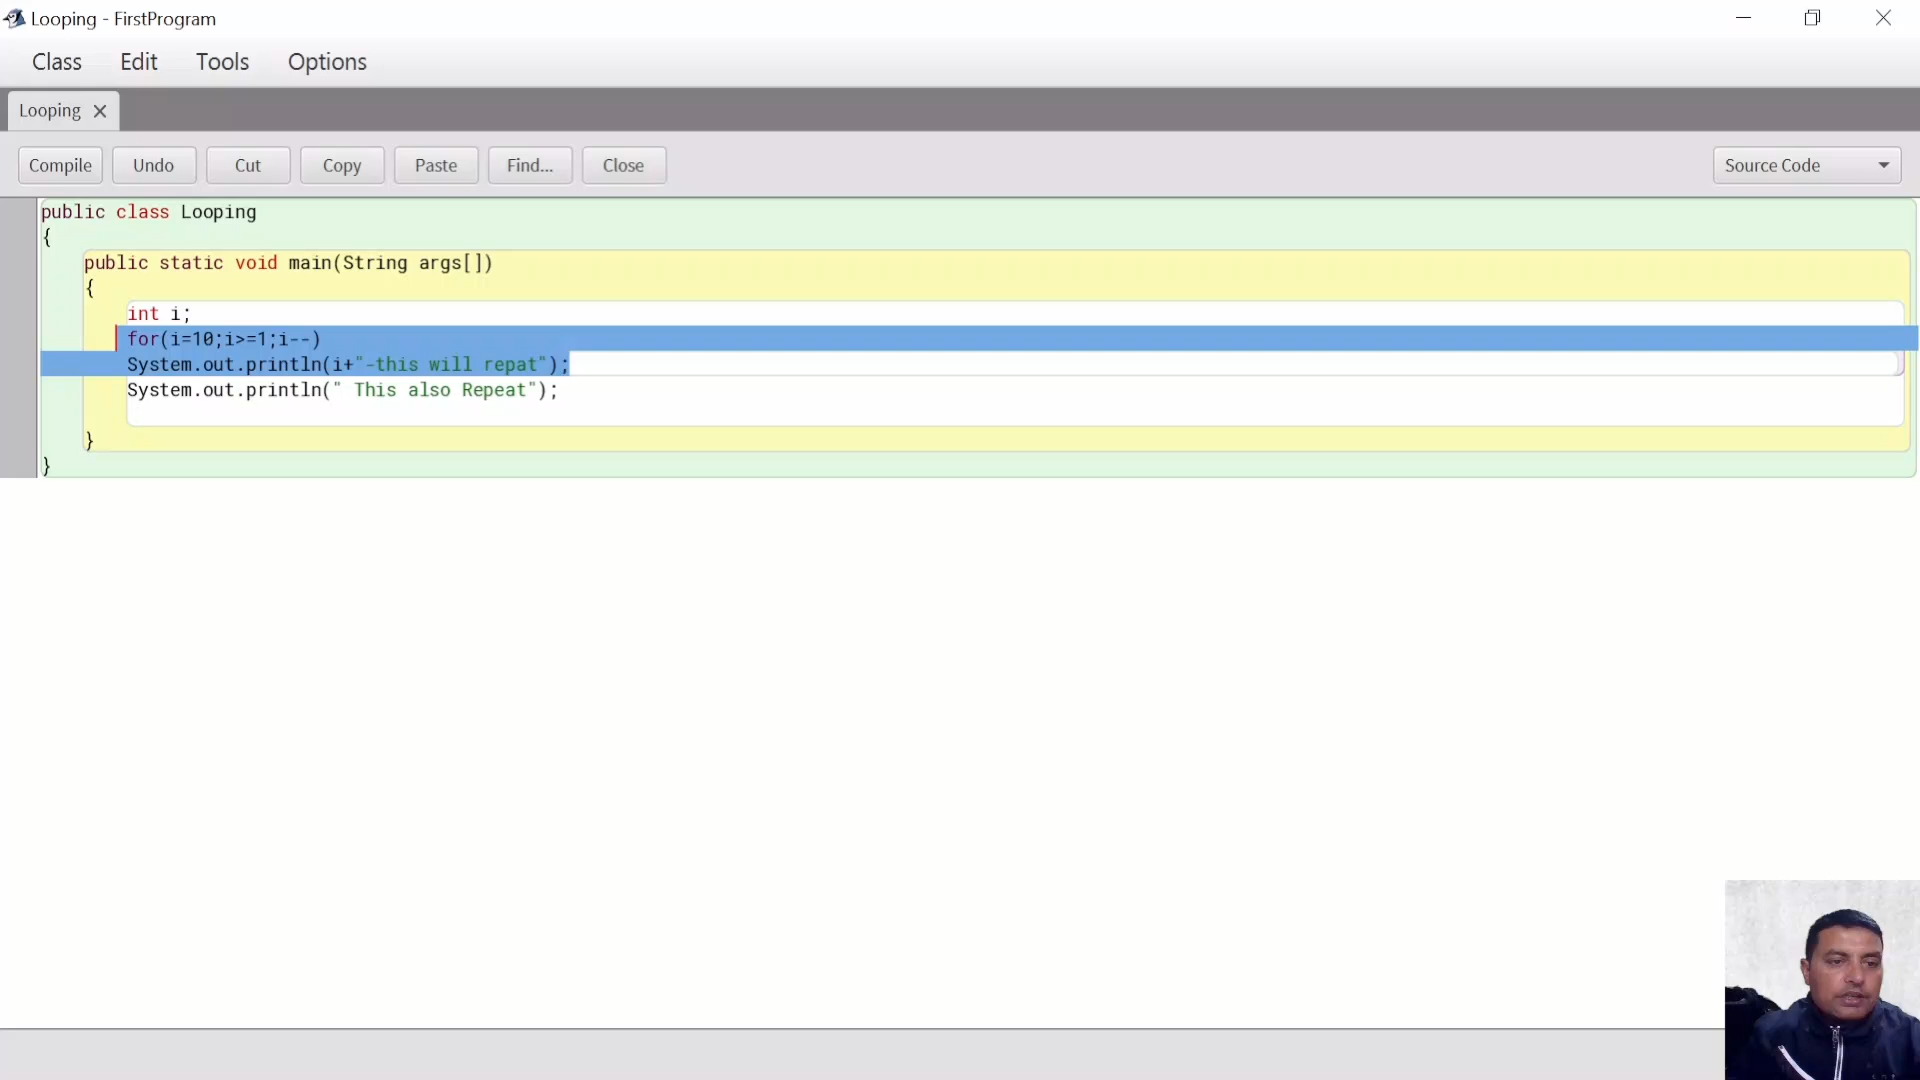 Looping - FirstProgram
Class Edit Tools Options
Looping
Compile Undo Cut Copy Paste Find... Close Source Code
public class Looping
{
public static void main(String args[])
{
int i;
for(i=10;i>=1;i--)
System.out.println(i+"-this will repat");
System.out.println(" This also Repeat");
}
}